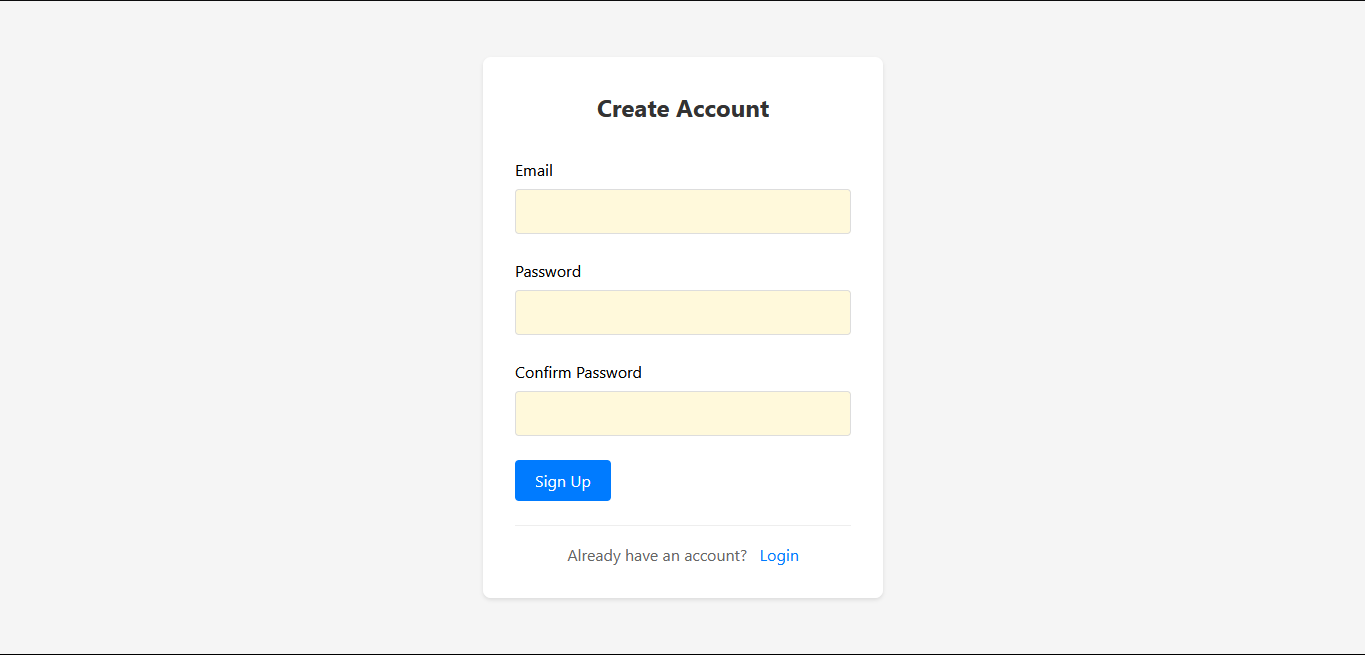 Create Account
Email
Password
Confirm Password
Sign Up
Already have an account? Login